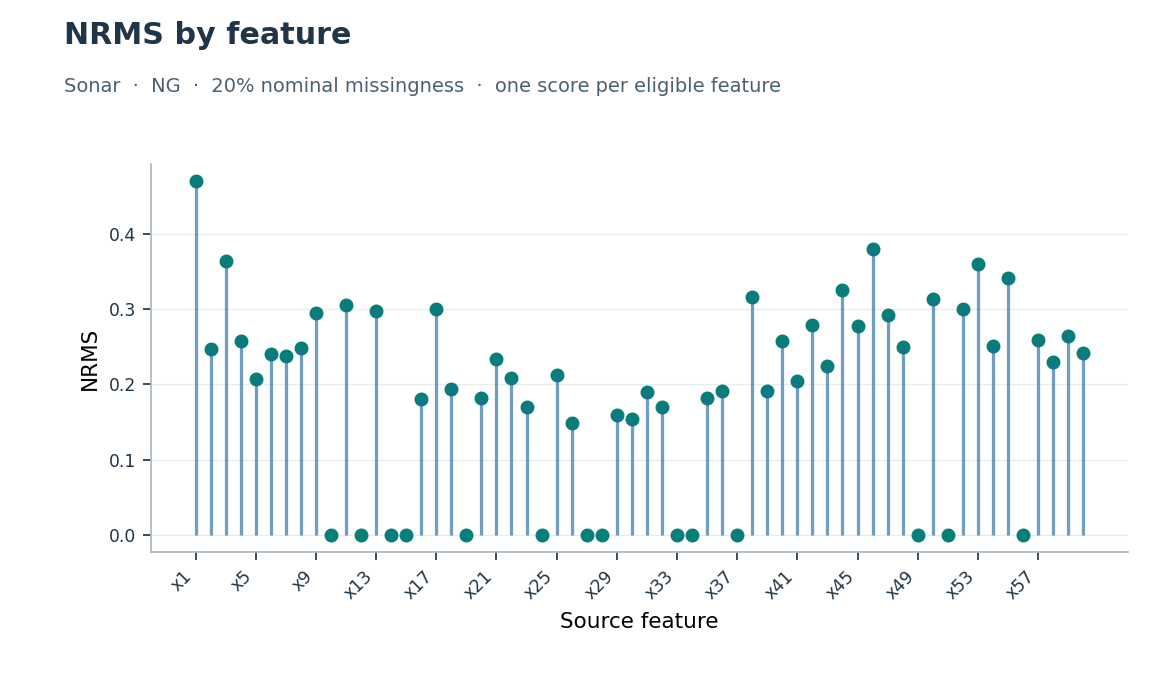 NRMS by feature
Sonar · NG · 20% nominal missingness · one score per eligible feature
0.4
0.3
0.2
0.1
0.0
NRMS
x1 x5 x9 x13 x17 x21 x25 x29 x33 x37 x41 x45 x49 x53 x57
Source feature